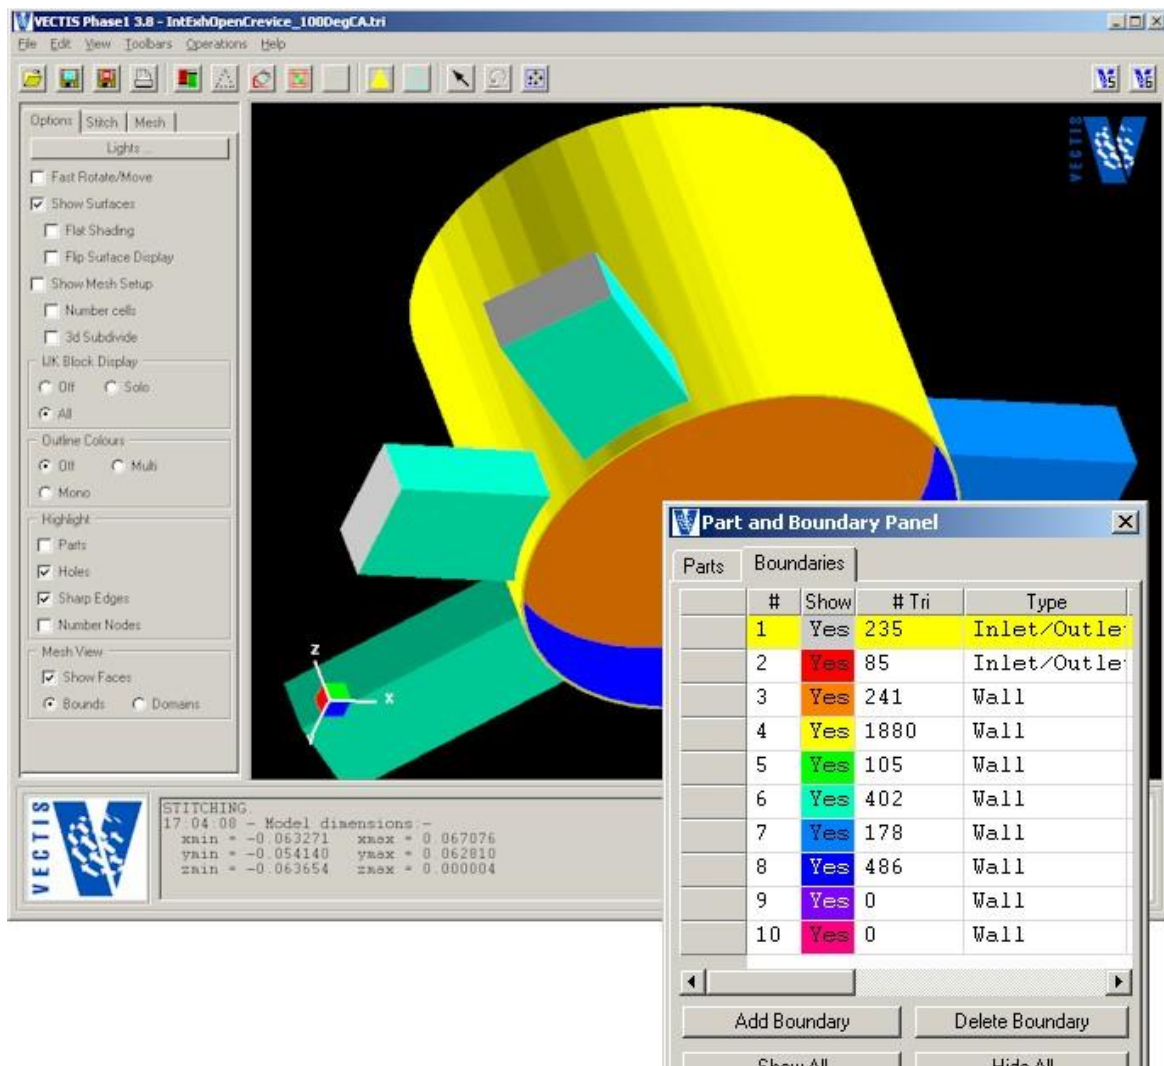 VECTIS Phase1 3.8 - IntExhOpenCrevice_100DegCA.tri
File Edit View Toolbars Operations Help
5 6
Options Stitch Mesh
Lights ...
Fast Rotate/Move
Show Surfaces
Flat Shading
Flip Surface Display
Show Mesh Setup
Number cells
3d Subdivide
IJK Block Display
Off Solo
All
Outline Colours
Off Multi
Mono
Highlight
Parts
Holes
Sharp Edges
Number Nodes
Mesh View
Show Faces
Bounds Domains
VECTIS
Z
X
Y
VECTIS
STITCHING.
17:04:08 - Model dimensions:-
xmin = -0.063271 xmax = 0.067076
ymin = -0.054140 ymax = 0.062810
zmin = -0.063654 zmax = 0.000004
Part and Boundary Panel
Parts Boundaries
# Show # Tri Type
1 Yes 235 Inlet/Outle
2 Yes 85 Inlet/Outle
3 Yes 241 Wall
4 Yes 1880 Wall
5 Yes 105 Wall
6 Yes 402 Wall
7 Yes 178 Wall
8 Yes 486 Wall
9 Yes 0 Wall
10 Yes 0 Wall
Add Boundary Delete Boundary
Show All Hide All